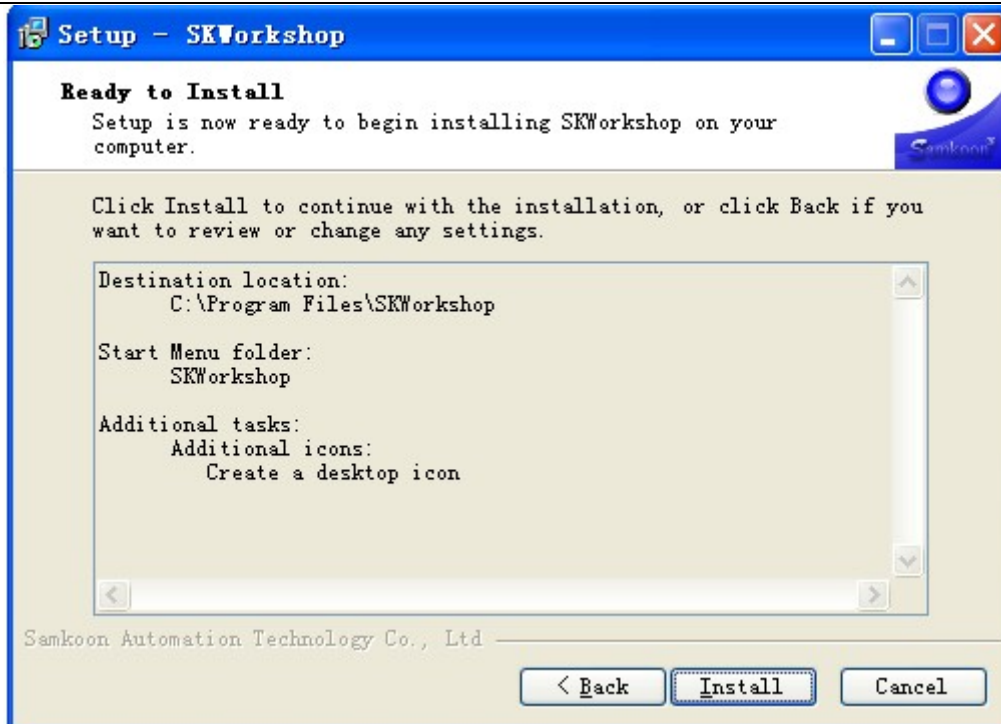 Setup - SKWorkshop
Ready to Install
Setup is now ready to begin installing SKWorkshop on your
computer.
Samkoon
Click Install to continue with the installation, or click Back if you
want to review or change any settings.
Destination location:
C:\Program Files\SKWorkshop
Start Menu folder:
SKWorkshop
Additional tasks:
Additional icons:
Create a desktop icon
Samkoon Automation Technology Co., Ltd
< Back
Install
Cancel